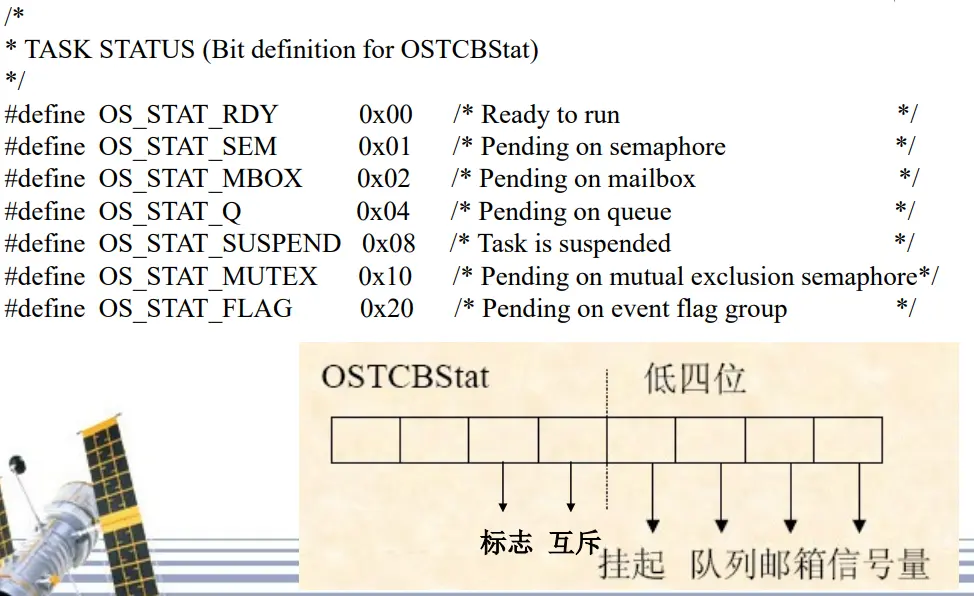 /*
* TASK STATUS (Bit definition for OSTCBStat)
*/
#define OS_STAT_RDY 0x00 /* Ready to run */
#define OS_STAT_SEM 0x01 /* Pending on semaphore */
#define OS_STAT_MBOX 0x02 /* Pending on mailbox */
#define OS_STAT_Q 0x04 /* Pending on queue */
#define OS_STAT_SUSPEND 0x08 /* Task is suspended */
#define OS_STAT_MUTEX 0x10 /* Pending on mutual exclusion semaphore*/
#define OS_STAT_FLAG 0x20 /* Pending on event flag group */
OSTCBStat 低四位
标志 互斥
挂起 队列邮箱信号量